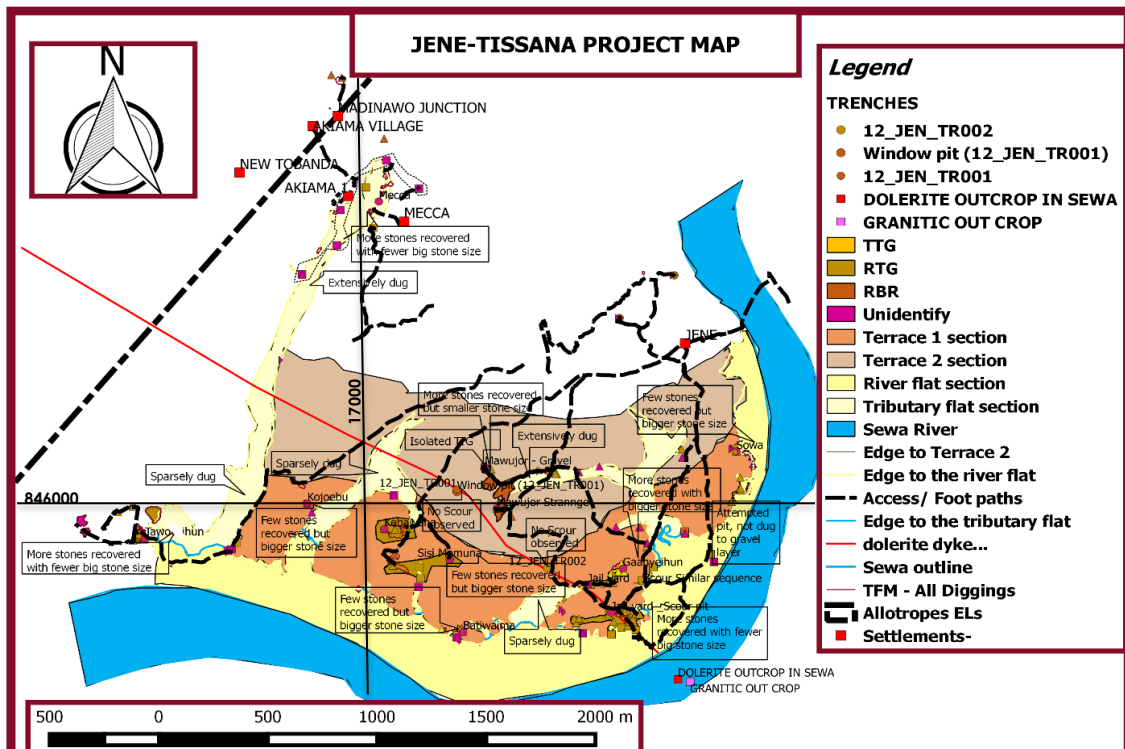 JENE-TISSANA PROJECT MAP
N
MADINAWO JUNCTION
AKIAMA VILLAGE
NEW TOBANDA
AKIAMA 1
Mecca
MECCA
More stones recovered
with fewer big stone size
Extensively dug
JENE
17000
More stones recovered
but smaller stone size
Few stones
recovered but
bigger stone size
Isolated TTG
Extensively dug
Sowa
Mawujor - Gravel
Sparsely dug
Sparsely dug
12_JEN_TR001
Window pit (12_JEN_TR001)
More stones
recovered with
bigger stone size
846000
Kojoebu
Mawujor Strannge
No Scour
observed
No Scour
observed
Attempted
pit, not dug
to gravel
layer
Few stones
recovered but
bigger stone size
More stones recovered
with fewer big stone size
Sisi Momuna
12_JEN_TR002
Gaanyeihun
Few stones recovered
but bigger stone size
Jail yard
Scour Similar sequence
Few stones
recovered but
bigger stone size
Batiwaima
Sparsely dug
More stones
recovered with fewer
big stone size
DOLERITE OUTCROP IN SEWA
GRANITIC OUT CROP
500 0 500 1000 1500 2000 m
Legend
TRENCHES
12_JEN_TR002
Window pit (12_JEN_TR001)
12_JEN_TR001
DOLERITE OUTCROP IN SEWA
GRANITIC OUT CROP
TTG
RTG
RBR
Unidentify
Terrace 1 section
Terrace 2 section
River flat section
Tributary flat section
Sewa River
Edge to Terrace 2
Edge to the river flat
Access/ Foot paths
Edge to the tributary flat
dolerite dyke...
Sewa outline
TFM - All Diggings
Allotropes ELs
Settlements-